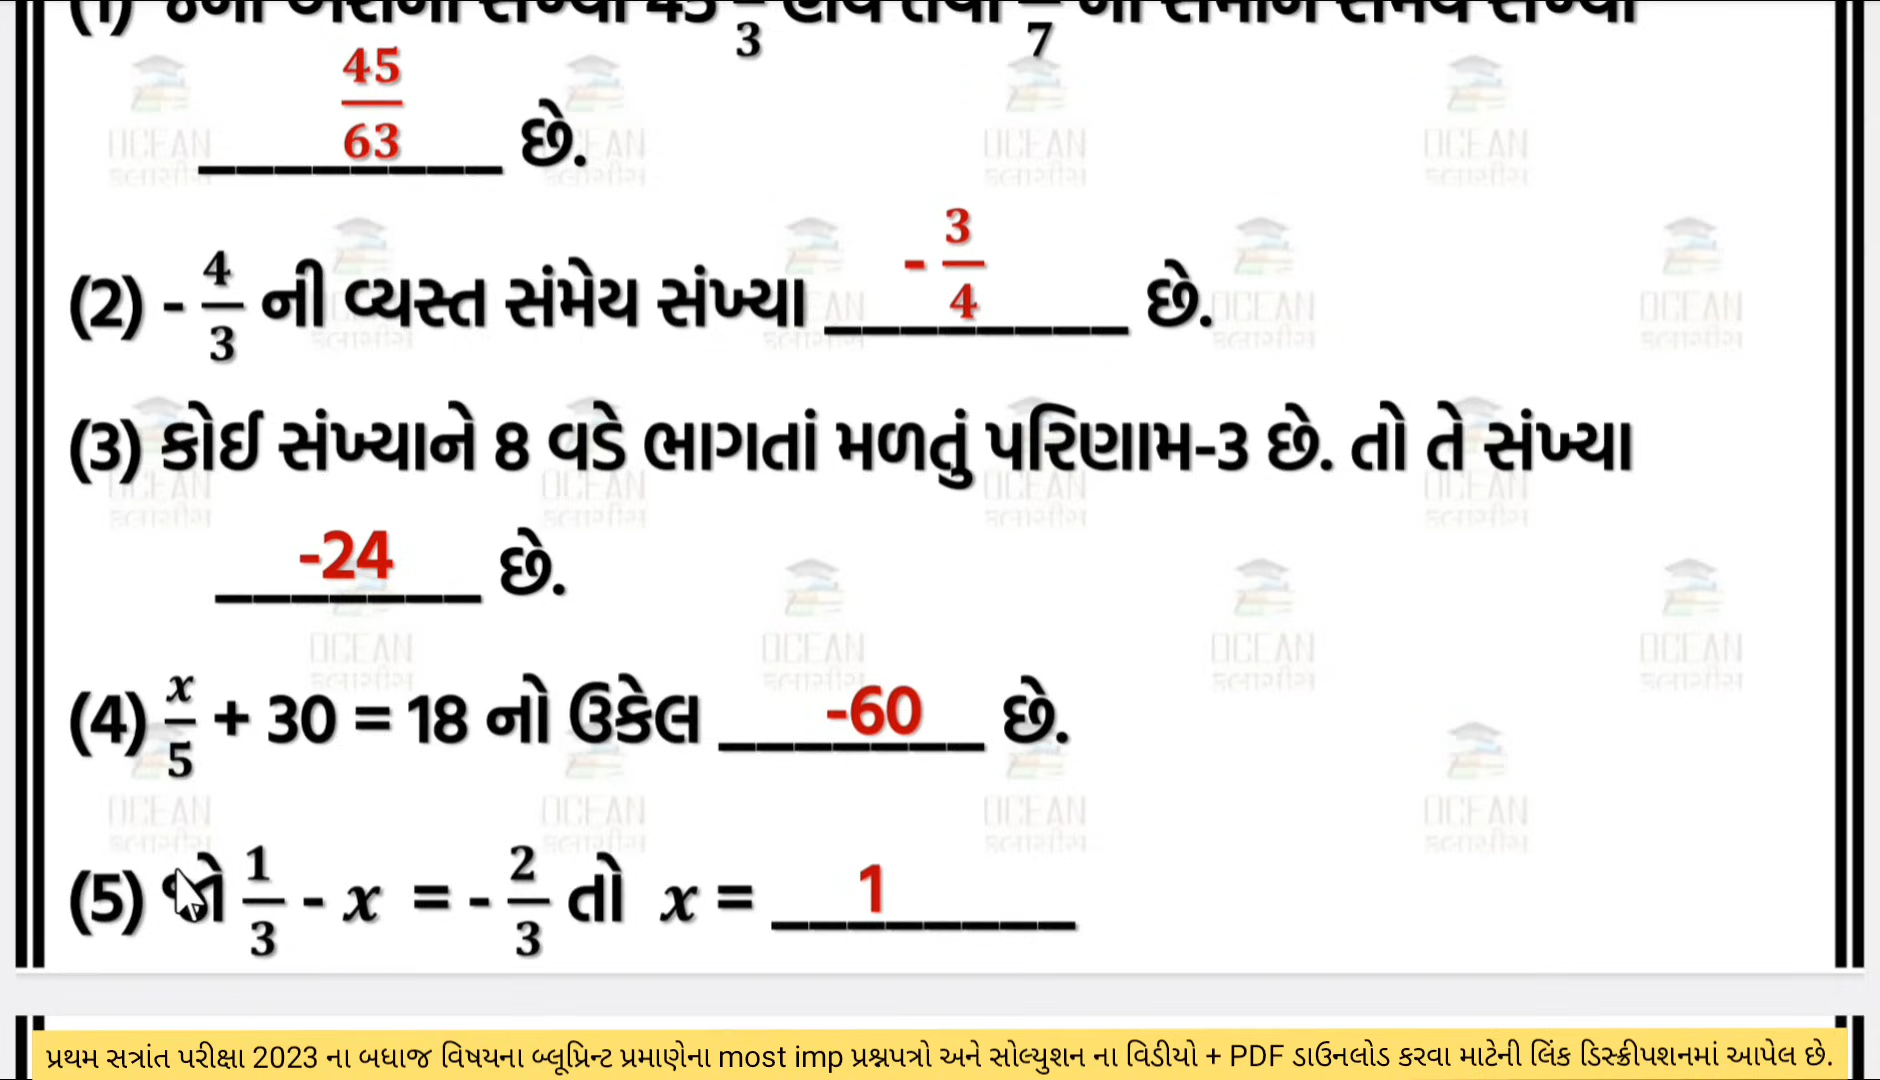 3 7
45/63 છે.
(2) - 4/3 ની વ્યસ્ત સંમેય સંખ્યા - 3/4 છે.
(3) કોઈ સંખ્યાને 8 વડે ભાગતાં મળતું પરિણામ-3 છે. તો તે સંખ્યા
-24 છે.
(4) x/5 + 30 = 18 નો ઉકેલ -60 છે.
(5) જો 1/3 - x = - 2/3 તો x = 1
પ્રથમ સત્રાંત પરીક્ષા 2023 ના બધાજ વિષયના બ્લૂપ્રિન્ટ પ્રમાણેના most imp પ્રશ્નપત્રો અને સોલ્યુશન ના વિડીયો + PDF ડાઉનલોડ કરવા માટેની લિંક ડિસ્ક્રીપશનમાં આપેલ છે.